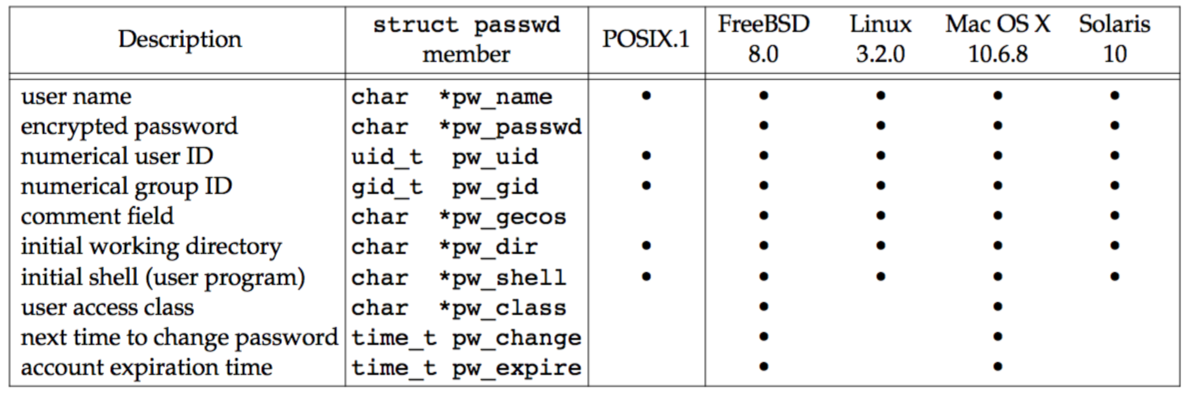 Description struct passwd member POSIX.1 FreeBSD 8.0 Linux 3.2.0 Mac OS X 10.6.8 Solaris 10
user name char *pw_name • • • • •
encrypted password char *pw_passwd • • • •
numerical user ID uid_t pw_uid • • • • •
numerical group ID gid_t pw_gid • • • • •
comment field char *pw_gecos • • • •
initial working directory char *pw_dir • • • • •
initial shell (user program) char *pw_shell • • • • •
user access class char *pw_class • •
next time to change password time_t pw_change • •
account expiration time time_t pw_expire • •